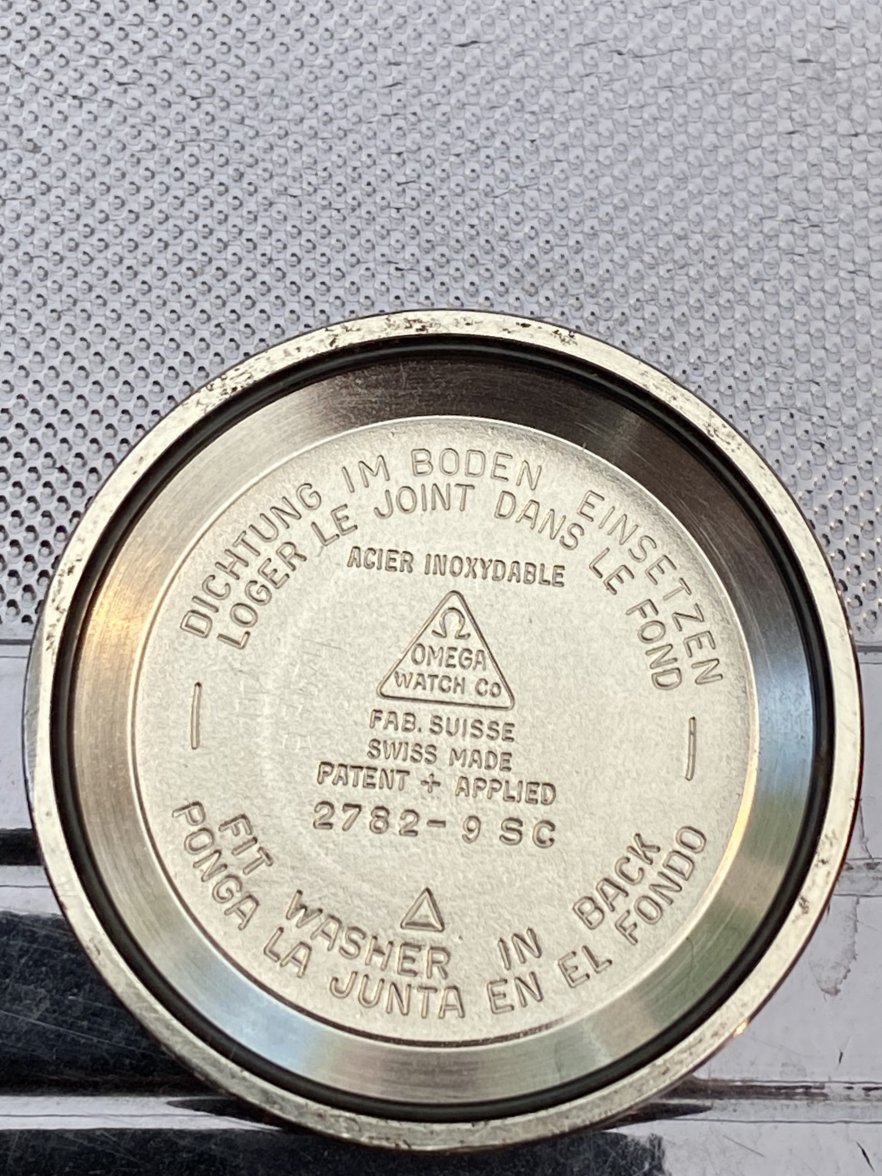 DICHTUNG IM BODEN EINSETZEN
LOGER LE JOINT DANS LE FOND
ACIER INOXYDABLE
Ω
OMEGA
WATCH Co
FAB. SUISSE
SWISS MADE
PATENT + APPLIED
2782-9 SC
FIT WASHER IN BACK
PONGA LA JUNTA EN EL FONDO